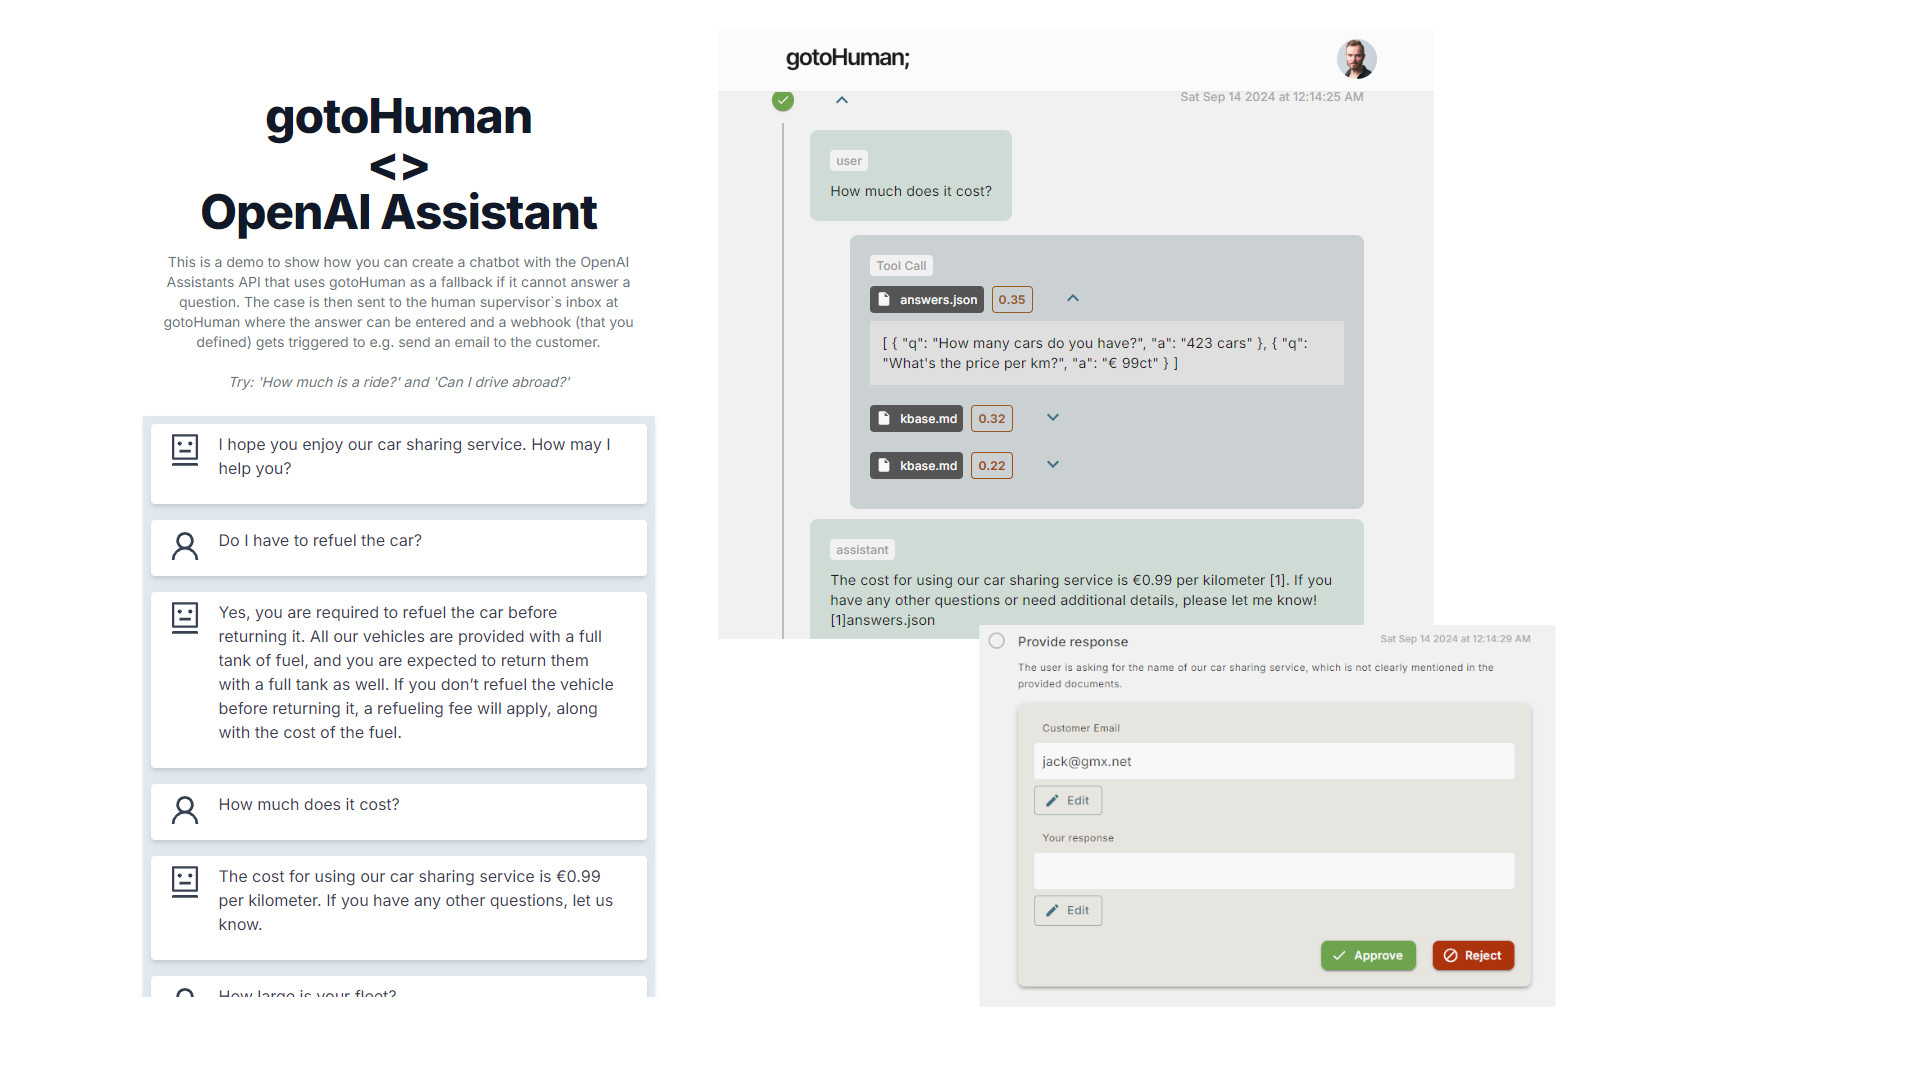 gotoHuman
<>
OpenAI Assistant
This is a demo to show how you can create a chatbot with the OpenAI
Assistants API that uses gotoHuman as a fallback if it cannot answer a
question. The case is then sent to the human supervisor`s inbox at
gotoHuman where the answer can be entered and a webhook (that you
defined) gets triggered to e.g. send an email to the customer.
Try: 'How much is a ride?' and 'Can I drive abroad?'
I hope you enjoy our car sharing service. How may I
help you?
Do I have to refuel the car?
Yes, you are required to refuel the car before
returning it. All our vehicles are provided with a full
tank of fuel, and you are expected to return them
with a full tank as well. If you don’t refuel the vehicle
before returning it, a refueling fee will apply, along
with the cost of the fuel.
How much does it cost?
The cost for using our car sharing service is €0.99
per kilometer. If you have any other questions, let us
know.
How large is your fleet?
gotoHuman;
Sat Sep 14 2024 at 12:14:25 AM
user
How much does it cost?
Tool Call
answers.json 0.35
[ { "q": "How many cars do you have?", "a": "423 cars" }, { "q":
"What's the price per km?", "a": "€ 99ct" } ]
kbase.md 0.32
kbase.md 0.22
assistant
The cost for using our car sharing service is €0.99 per kilometer [1]. If you
have any other questions or need additional details, please let me know!
[1]answers.json
Provide response
Sat Sep 14 2024 at 12:14:29 AM
The user is asking for the name of our car sharing service, which is not clearly mentioned in the
provided documents.
Customer Email
jack@gmx.net
Edit
Your response
Edit
Approve
Reject